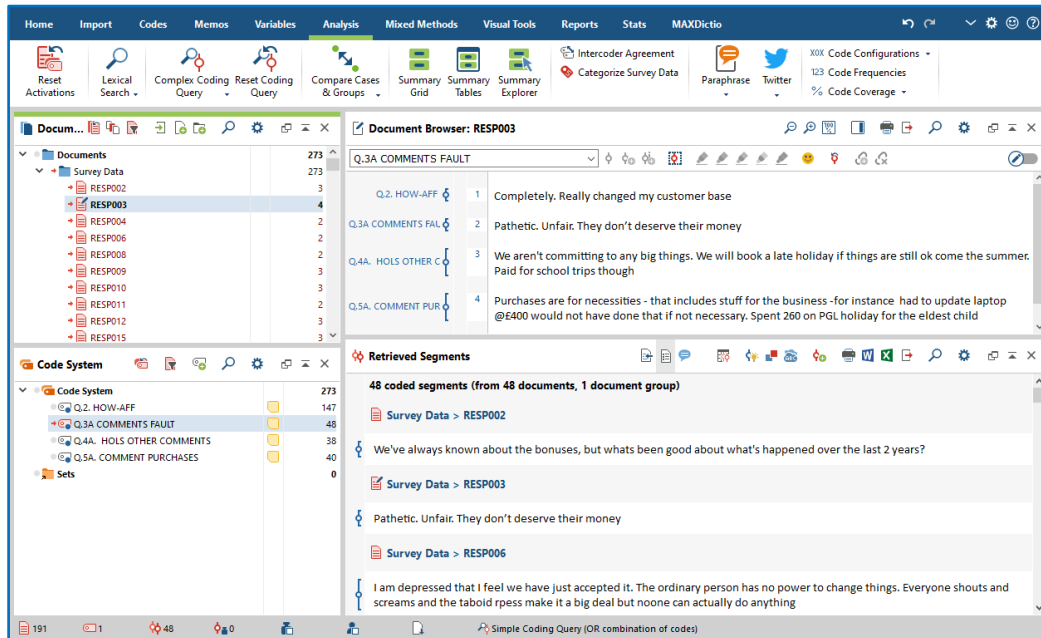 Home Import Codes Memos Variables Analysis Mixed Methods Visual Tools Reports Stats MAXDictio
Reset Activations
Lexical Search
Complex Coding Query
Reset Coding Query
Compare Cases & Groups
Summary Grid
Summary Tables
Summary Explorer
Intercoder Agreement
Categorize Survey Data
Paraphrase
Twitter
XOX Code Configurations
123 Code Frequencies
% Code Coverage
Docum...
Documents 273
Survey Data 273
RESP002 3
RESP003 4
RESP004 2
RESP006 2
RESP008 2
RESP009 3
RESP010 3
RESP011 2
RESP012 3
RESP015 3
Document Browser: RESP003
Q.3A COMMENTS FAULT
Q.2. HOW-AFF 1 Completely. Really changed my customer base
Q.3A COMMENTS FAL 2 Pathetic. Unfair. They don't deserve their money
Q.4A. HOLS OTHER C 3 We aren't committing to any big things. We will book a late holiday if things are still ok come the summer.
Paid for school trips though
Q.5A. COMMENT PUR 4 Purchases are for necessities - that includes stuff for the business -for instance had to update laptop
@£400 would not have done that if not necessary. Spent 260 on PGL holiday for the eldest child
Code System
Code System 273
Q.2. HOW-AFF 147
Q.3A COMMENTS FAULT 48
Q.4A. HOLS OTHER COMMENTS 38
Q.5A. COMMENT PURCHASES 40
Sets 0
Retrieved Segments
48 coded segments (from 48 documents, 1 document group)
Survey Data > RESP002
We've always known about the bonuses, but whats been good about what's happened over the last 2 years?
Survey Data > RESP003
Pathetic. Unfair. They don't deserve their money
Survey Data > RESP006
I am depressed that I feel we have just accepted it. The ordinary person has no power to change things. Everyone shouts and
screams and the taboid rpess make it a big deal but noone can actually do anything
191 1 48 0 Simple Coding Query (OR combination of codes)